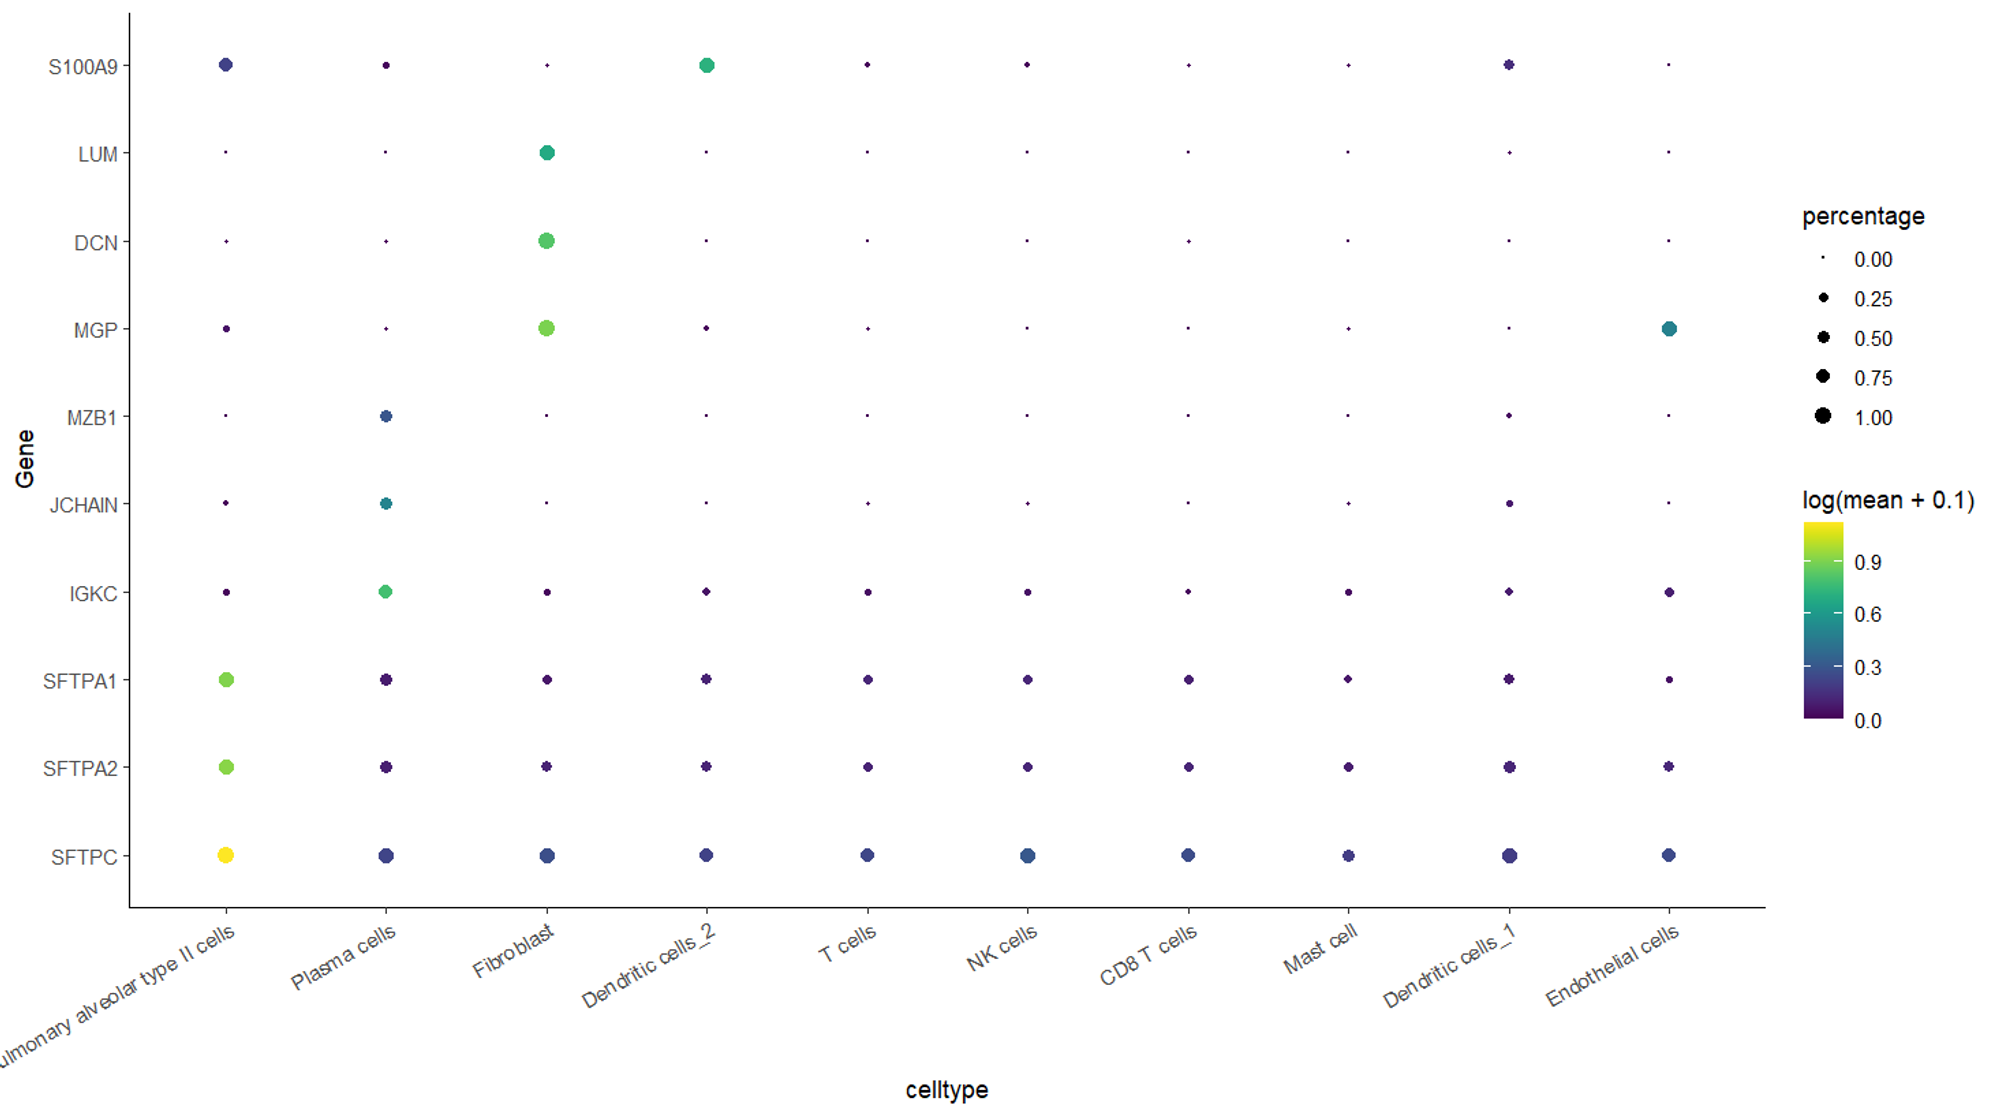 S100A9
LUM
DCN
MGP
MZB1
JCHAIN
IGKC
SFTPA1
SFTPA2
SFTPC
Gene
ulmonary alveolar type II cells
Plasma cells
Fibroblast
Dendritic cells_2
T cells
NK cells
CD8 T cells
Mast cell
Dendritic cells_1
Endothelial cells
celltype
percentage
0.00
0.25
0.50
0.75
1.00
log(mean + 0.1)
0.9
0.6
0.3
0.0